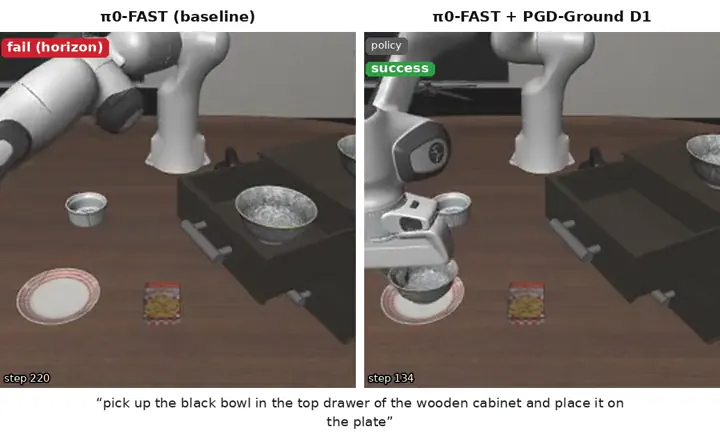 π0-FAST (baseline)
π0-FAST + PGD-Ground D1
fail (horizon)
policy
success
step 220
step 134
“pick up the black bowl in the top drawer of the wooden cabinet and place it on
the plate”